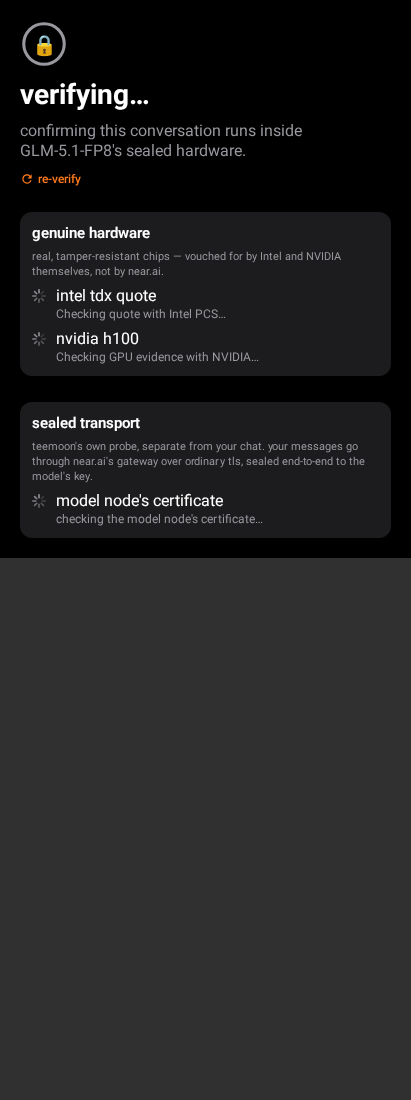 verifying…
confirming this conversation runs inside
GLM-5.1-FP8's sealed hardware.
re-verify
genuine hardware
real, tamper-resistant chips — vouched for by Intel and NVIDIA
themselves, not by near.ai.
intel tdx quote
Checking quote with Intel PCS…
nvidia h100
Checking GPU evidence with NVIDIA…
sealed transport
teemoon's own probe, separate from your chat. your messages go
through near.ai's gateway over ordinary tls, sealed end-to-end to the
model's key.
model node's certificate
checking the model node's certificate…